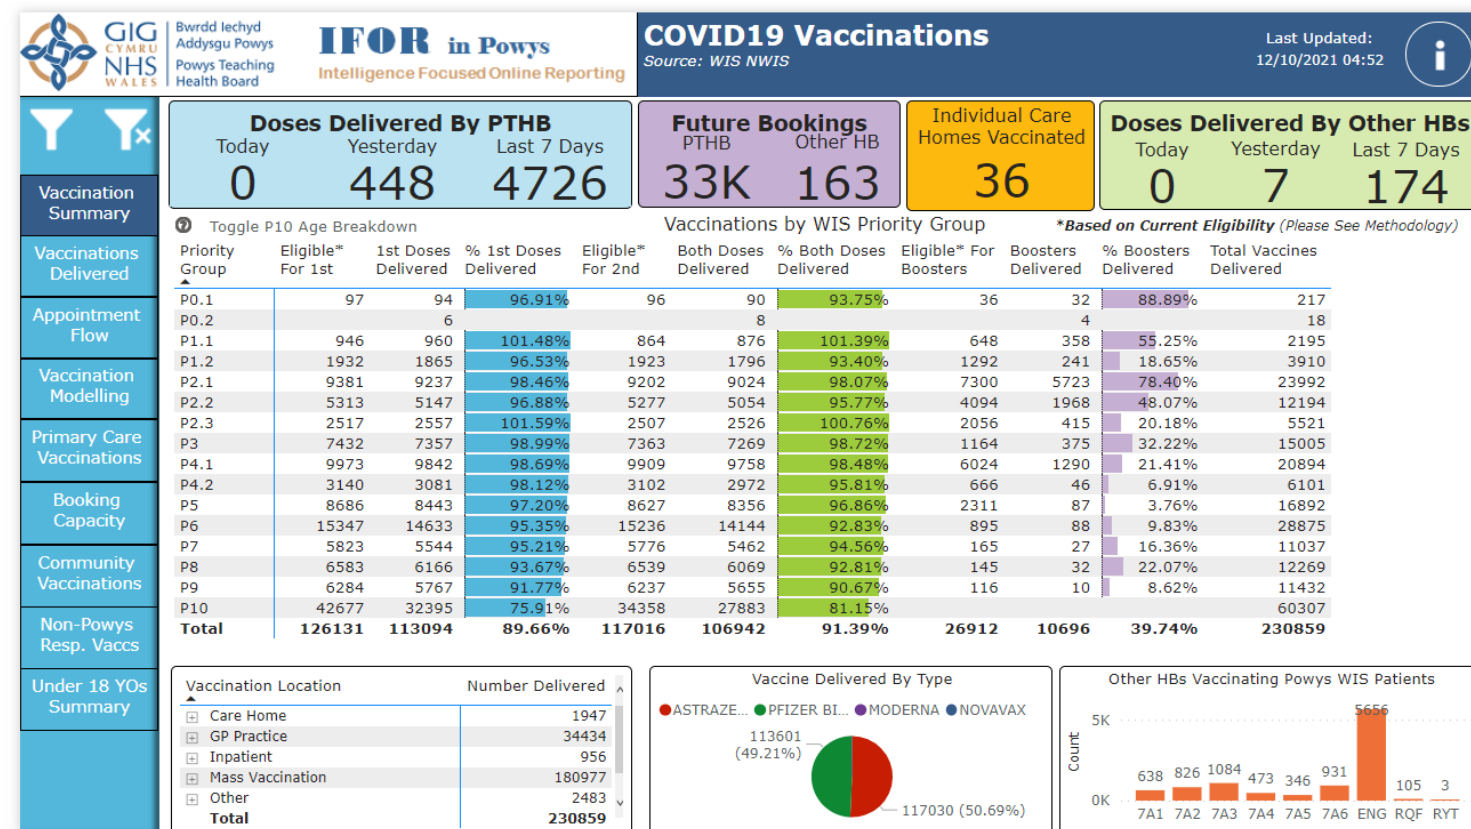 GIG
CYMRU
NHS
WALES
Bwrdd Iechyd
Addysgu Powys
Powys Teaching
Health Board
IFOR in Powys
Intelligence Focused Online Reporting
COVID19 Vaccinations
Source: WIS NWIS
Last Updated:
12/10/2021 04:52
i
Vaccination
Summary
Vaccinations
Delivered
Appointment
Flow
Vaccination
Modelling
Primary Care
Vaccinations
Booking
Capacity
Community
Vaccinations
Non-Powys
Resp. Vaccs
Under 18 YOs
Summary
Doses Delivered By PTHB
Today Yesterday Last 7 Days
0 448 4726
Future Bookings
PTHB Other HB
33K 163
Individual Care
Homes Vaccinated
36
Doses Delivered By Other HBs
Today Yesterday Last 7 Days
0 7 174
? Toggle P10 Age Breakdown
Vaccinations by WIS Priority Group
*Based on Current Eligibility (Please See Methodology)
Priority Eligible* 1st Doses % 1st Doses Eligible* Both Doses % Both Doses Eligible* For Boosters % Boosters Total Vaccines
Group For 1st Delivered Delivered For 2nd Delivered Delivered Boosters Delivered Delivered Delivered
P0.1 97 94 96.91% 96 90 93.75% 36 32 88.89% 217
P0.2 6 8 4 18
P1.1 946 960 101.48% 864 876 101.39% 648 358 55.25% 2195
P1.2 1932 1865 96.53% 1923 1796 93.40% 1292 241 18.65% 3910
P2.1 9381 9237 98.46% 9202 9024 98.07% 7300 5723 78.40% 23992
P2.2 5313 5147 96.88% 5277 5054 95.77% 4094 1968 48.07% 12194
P2.3 2517 2557 101.59% 2507 2526 100.76% 2056 415 20.18% 5521
P3 7432 7357 98.99% 7363 7269 98.72% 1164 375 32.22% 15005
P4.1 9973 9842 98.69% 9909 9758 98.48% 6024 1290 21.41% 20894
P4.2 3140 3081 98.12% 3102 2972 95.81% 666 46 6.91% 6101
P5 8686 8443 97.20% 8627 8356 96.86% 2311 87 3.76% 16892
P6 15347 14633 95.35% 15236 14144 92.83% 895 88 9.83% 28875
P7 5823 5544 95.21% 5776 5462 94.56% 165 27 16.36% 11037
P8 6583 6166 93.67% 6539 6069 92.81% 145 32 22.07% 12269
P9 6284 5767 91.77% 6237 5655 90.67% 116 10 8.62% 11432
P10 42677 32395 75.91% 34358 27883 81.15% 60307
Total 126131 113094 89.66% 117016 106942 91.39% 26912 10696 39.74% 230859
Vaccination Location Number Delivered
Care Home 1947
GP Practice 34434
Inpatient 956
Mass Vaccination 180977
Other 2483
Total 230859
Vaccine Delivered By Type
ASTRAZE... PFIZER BI... MODERNA NOVAVAX
113601
(49.21%)
117030 (50.69%)
Other HBs Vaccinating Powys WIS Patients
Count
5K
0K
638 826 1084 473 346 931 5656 105 3
7A1 7A2 7A3 7A4 7A5 7A6 ENG RQF RYT